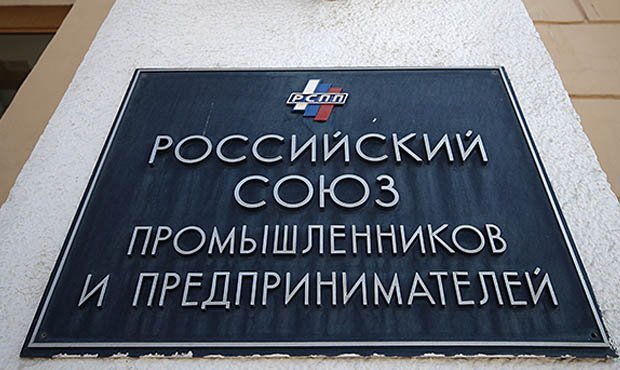 РСПП
РОССИЙСКИЙ
СОЮЗ
ПРОМЫШЛЕННИКОВ
И ПРЕДПРИНИМАТЕЛЕЙ